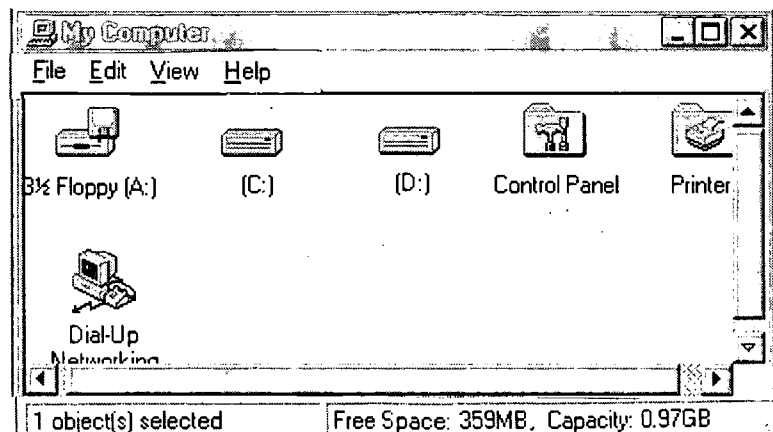 My Computer
File Edit View Help
3½ Floppy (A:) (C:) (D:) Control Panel Printer
Dial-Up
Networking
1 object(s) selected Free Space: 359MB, Capacity: 0.97GB